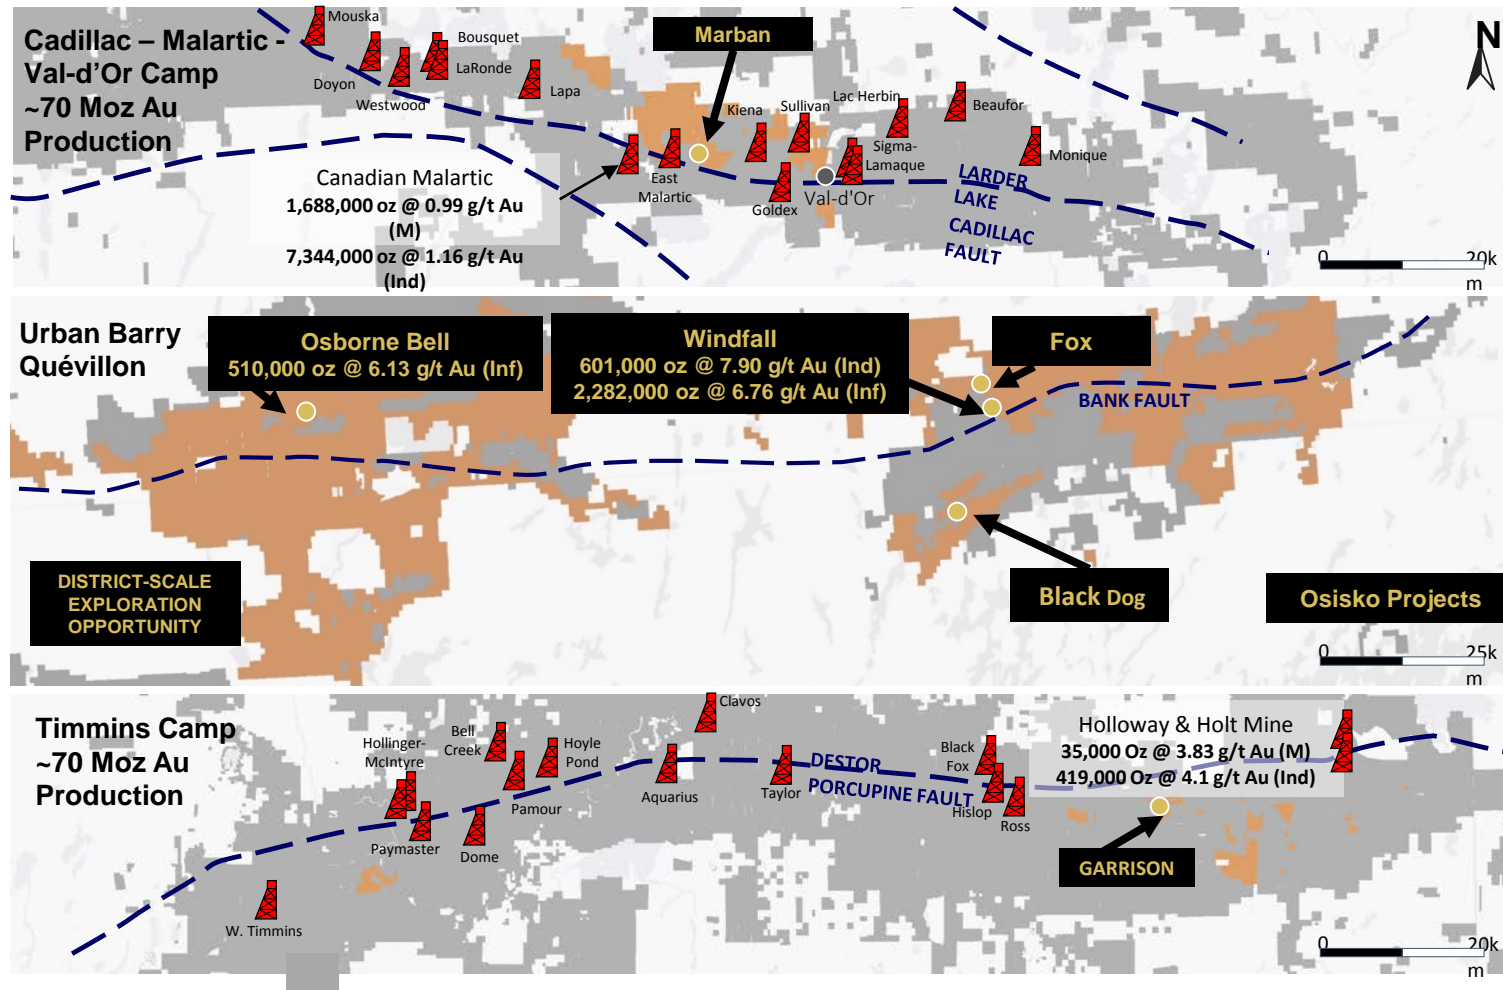 Cadillac – Malartic -
Val-d'Or Camp
~70 Moz Au
Production
Mouska
Doyon
Westwood
Bousquet
LaRonde
Lapa
Marban
Kiena
Sullivan
Lac Herbin
Beaufor
Sigma-
Lamaque
Monique
N
East
Malartic
Goldex
Val-d'Or
Canadian Malartic
1,688,000 oz @ 0.99 g/t Au
(M)
7,344,000 oz @ 1.16 g/t Au
(Ind)
LARDER
LAKE
CADILLAC
FAULT
0
20k
m
Urban Barry
Quévillon
Osborne Bell
510,000 oz @ 6.13 g/t Au (Inf)
Windfall
601,000 oz @ 7.90 g/t Au (Ind)
2,282,000 oz @ 6.76 g/t Au (Inf)
Fox
BANK FAULT
DISTRICT-SCALE
EXPLORATION
OPPORTUNITY
Black Dog
Osisko Projects
0
25k
m
Timmins Camp
~70 Moz Au
Production
Hollinger-
McIntyre
Bell
Creek
Hoyle
Pond
Clavos
Pamour
Aquarius
Taylor
Paymaster
Dome
W. Timmins
DESTOR
PORCUPINE FAULT
Black
Fox
Hislop
Ross
Holloway & Holt Mine
35,000 Oz @ 3.83 g/t Au (M)
419,000 Oz @ 4.1 g/t Au (Ind)
GARRISON
0
20k
m